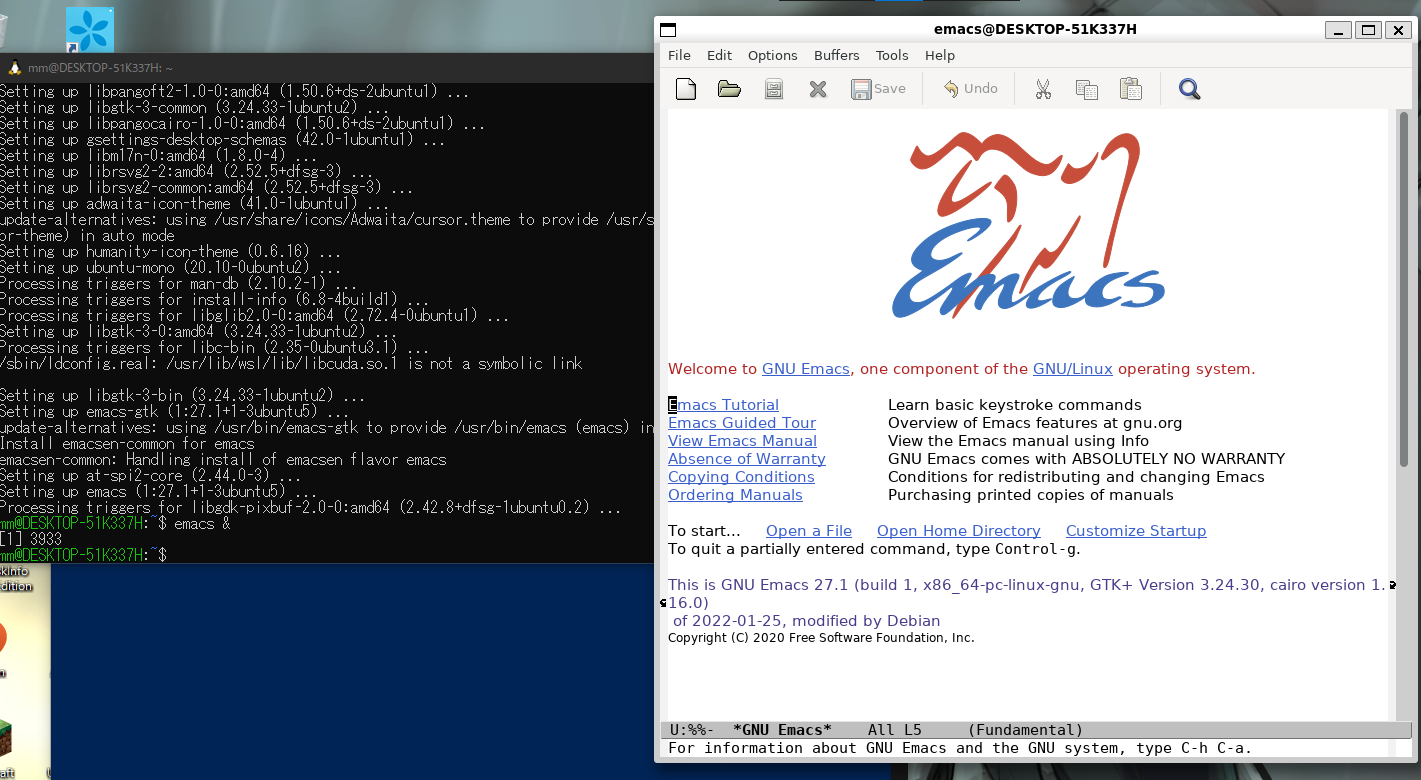 mm@DESKTOP-51K337H: ~
Setting up libpangoft2-1.0-0:amd64 (1.50.6+ds-2ubuntu1) ...
Setting up libgtk-3-common (3.24.33-1ubuntu2) ...
Setting up libpangocairo-1.0-0:amd64 (1.50.6+ds-2ubuntu1) ...
Setting up gsettings-desktop-schemas (42.0-1ubuntu1) ...
Setting up libm17n-0:amd64 (1.8.0-4) ...
Setting up librsvg2-2:amd64 (2.52.5+dfsg-3) ...
Setting up librsvg2-common:amd64 (2.52.5+dfsg-3) ...
Setting up adwaita-icon-theme (41.0-1ubuntu1) ...
update-alternatives: using /usr/share/icons/Adwaita/cursor.theme to provide /usr/s
or-theme) in auto mode
Setting up humanity-icon-theme (0.6.16) ...
Setting up ubuntu-mono (20.10-0ubuntu2) ...
Processing triggers for man-db (2.10.2-1) ...
Processing triggers for install-info (6.8-4build1) ...
Processing triggers for libglib2.0-0:amd64 (2.72.4-0ubuntu1) ...
Setting up libgtk-3-0:amd64 (3.24.33-1ubuntu2) ...
Processing triggers for libc-bin (2.35-0ubuntu3.1) ...
/sbin/ldconfig.real: /usr/lib/wsl/lib/libcuda.so.1 is not a symbolic link
Setting up libgtk-3-bin (3.24.33-1ubuntu2) ...
Setting up emacs-gtk (1:27.1+1-3ubuntu5) ...
update-alternatives: using /usr/bin/emacs-gtk to provide /usr/bin/emacs (emacs) in
Install emacsen-common for emacs
emacsen-common: Handling install of emacsen flavor emacs
Setting up at-spi2-core (2.44.0-3) ...
Setting up emacs (1:27.1+1-3ubuntu5) ...
Processing triggers for libgdk-pixbuf-2.0-0:amd64 (2.42.8+dfsg-1ubuntu0.2) ...
mm@DESKTOP-51K337H:~$ emacs &
[1] 3933
mm@DESKTOP-51K337H:~$
skInfo
dition
emacs@DESKTOP-51K337H
File Edit Options Buffers Tools Help
Save Undo
Emacs
Welcome to GNU Emacs, one component of the GNU/Linux operating system.
Emacs Tutorial Learn basic keystroke commands
Emacs Guided Tour Overview of Emacs features at gnu.org
View Emacs Manual View the Emacs manual using Info
Absence of Warranty GNU Emacs comes with ABSOLUTELY NO WARRANTY
Copying Conditions Conditions for redistributing and changing Emacs
Ordering Manuals Purchasing printed copies of manuals
To start... Open a File Open Home Directory Customize Startup
To quit a partially entered command, type Control-g.
This is GNU Emacs 27.1 (build 1, x86_64-pc-linux-gnu, GTK+ Version 3.24.30, cairo version 1.
16.0)
of 2022-01-25, modified by Debian
Copyright (C) 2020 Free Software Foundation, Inc.
U:%%- *GNU Emacs* All L5 (Fundamental)
For information about GNU Emacs and the GNU system, type C-h C-a.